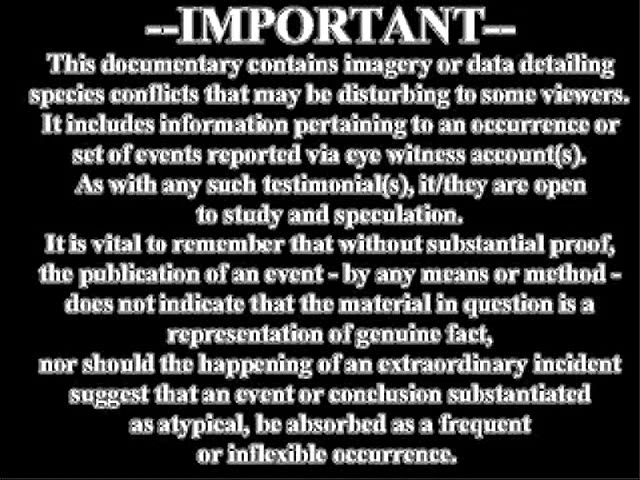 --IMPORTANT--
This documentary contains imagery or data detailing
species conflicts that may be disturbing to some viewers.
It includes information pertaining to an occurrence or
set of events reported via eye witness account(s).
As with any such testimonial(s), it/they are open
to study and speculation.
It is vital to remember that without substantial proof,
the publication of an event - by any means or method -
does not indicate that the material in question is a
representation of genuine fact,
nor should the happening of an extraordinary incident
suggest that an event or conclusion substantiated
as atypical, be absorbed as a frequent
or inflexible occurrence.